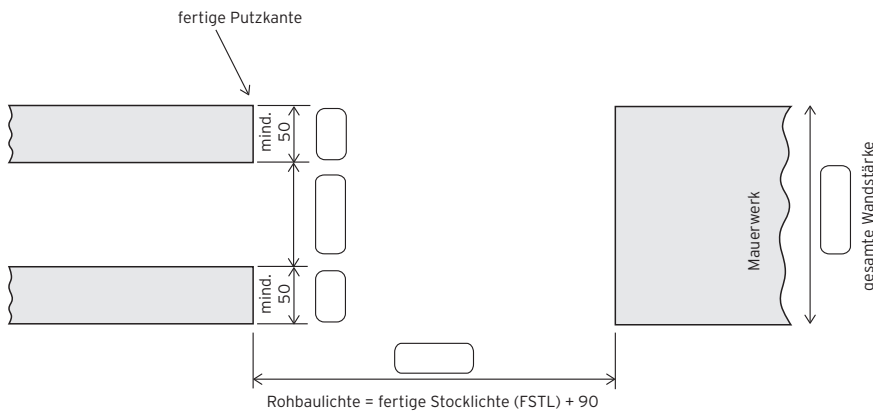 fertige Putzkante
mind.
50
mind.
50
Mauerwerk
gesamte Wandstärke
Rohbaulichte = fertige Stocklichte (FSTL) + 90